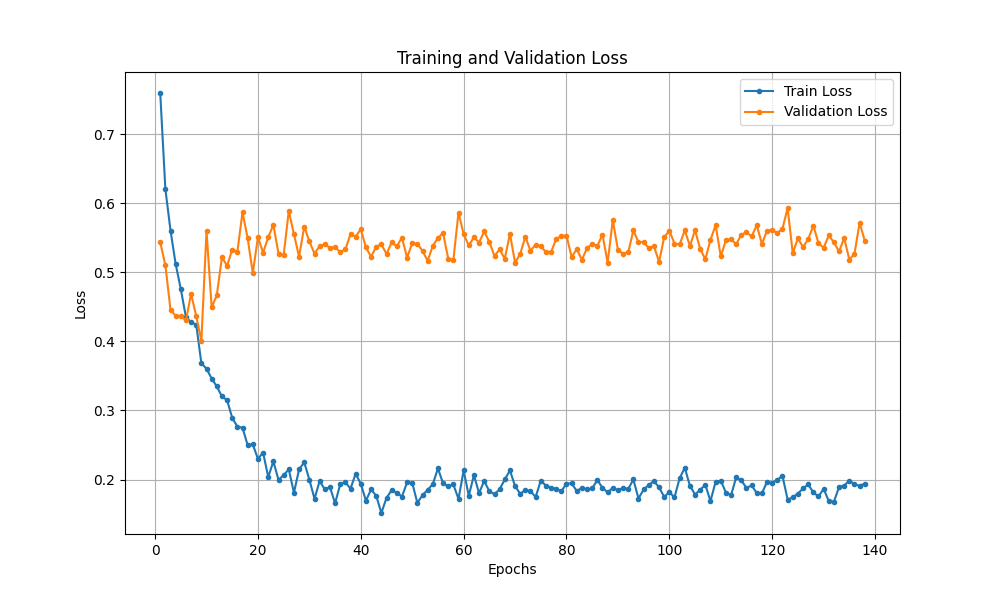 Training and Validation Loss
Train Loss
Validation Loss
0.7
0.6
0.5
0.4
0.3
0.2
Loss
0 20 40 60 80 100 120 140
Epochs